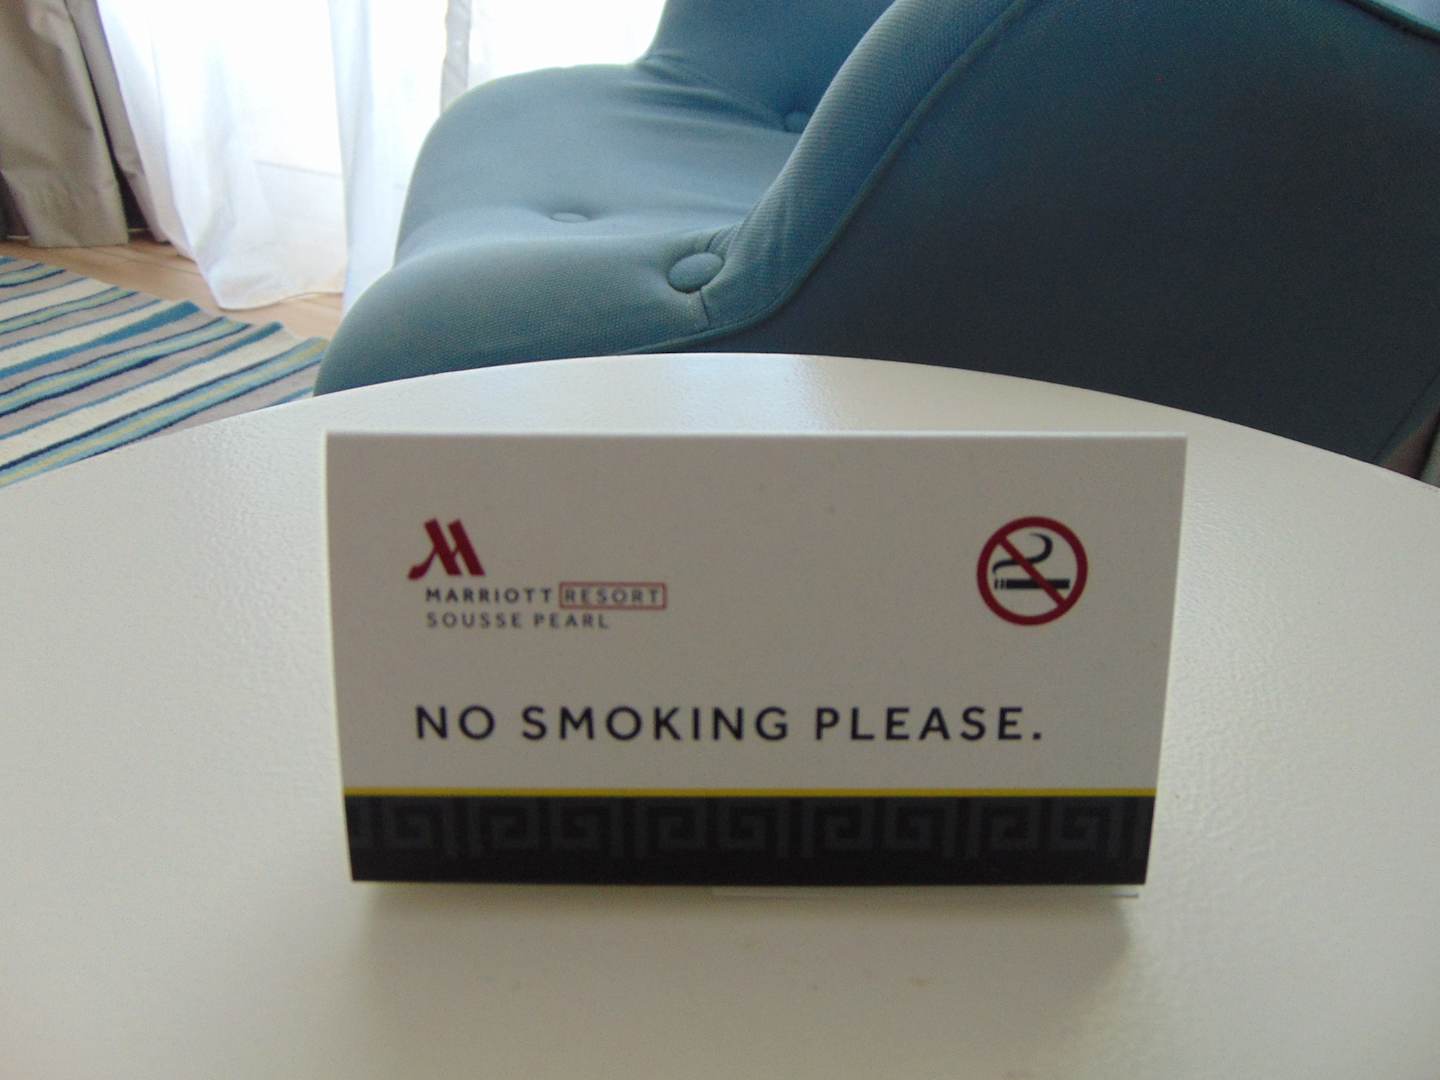 MARRIOTT RESORT
SOUSSE PEARL
NO SMOKING PLEASE.